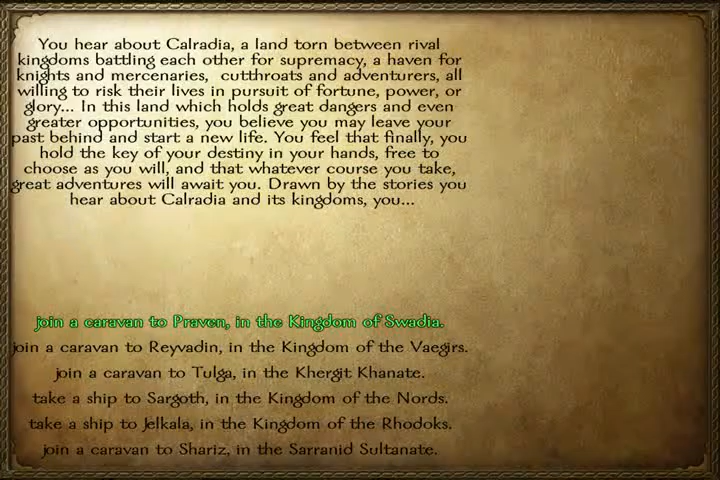 You hear about Calradia, a land torn between rival
kingdoms battling each other for supremacy, a haven for
knights and mercenaries,  cutthroats and adventurers, all
willing to risk their lives in pursuit of fortune, power, or
glory... In this land which holds great dangers and even
greater opportunities, you believe you may leave your
past behind and start a new life. You feel that finally, you
hold the key of your destiny in your hands, free to
choose as you will, and that whatever course you take,
great adventures will await you. Drawn by the stories you
hear about Calradia and its kingdoms, you...
join a caravan to Praven, in the Kingdom of Swadia.
join a caravan to Reyvadin, in the Kingdom of the Vaegirs.
join a caravan to Tulga, in the Khergit Khanate.
take a ship to Sargoth, in the Kingdom of the Nords.
take a ship to Jelkala, in the Kingdom of the Rhodoks.
join a caravan to Shariz, in the Sarranid Sultanate.